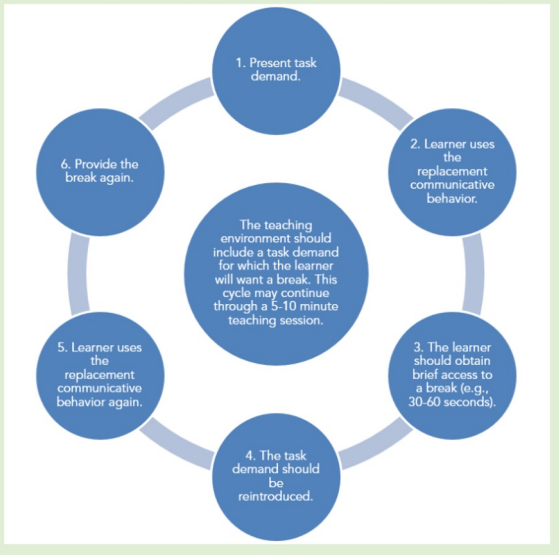 1. Present task
demand.
2. Learner uses
the
replacement
communicative
behavior.
3. The learner
should obtain
brief access to
a break (e.g.,
30-60 seconds).
4. The task
demand should
be
reintroduced.
5. Learner uses
the
replacement
communicative
behavior again.
6. Provide the
break again.
The teaching
environment should
include a task demand
for which the learner
will want a break. This
cycle may continue
through a 5-10 minute
teaching session.